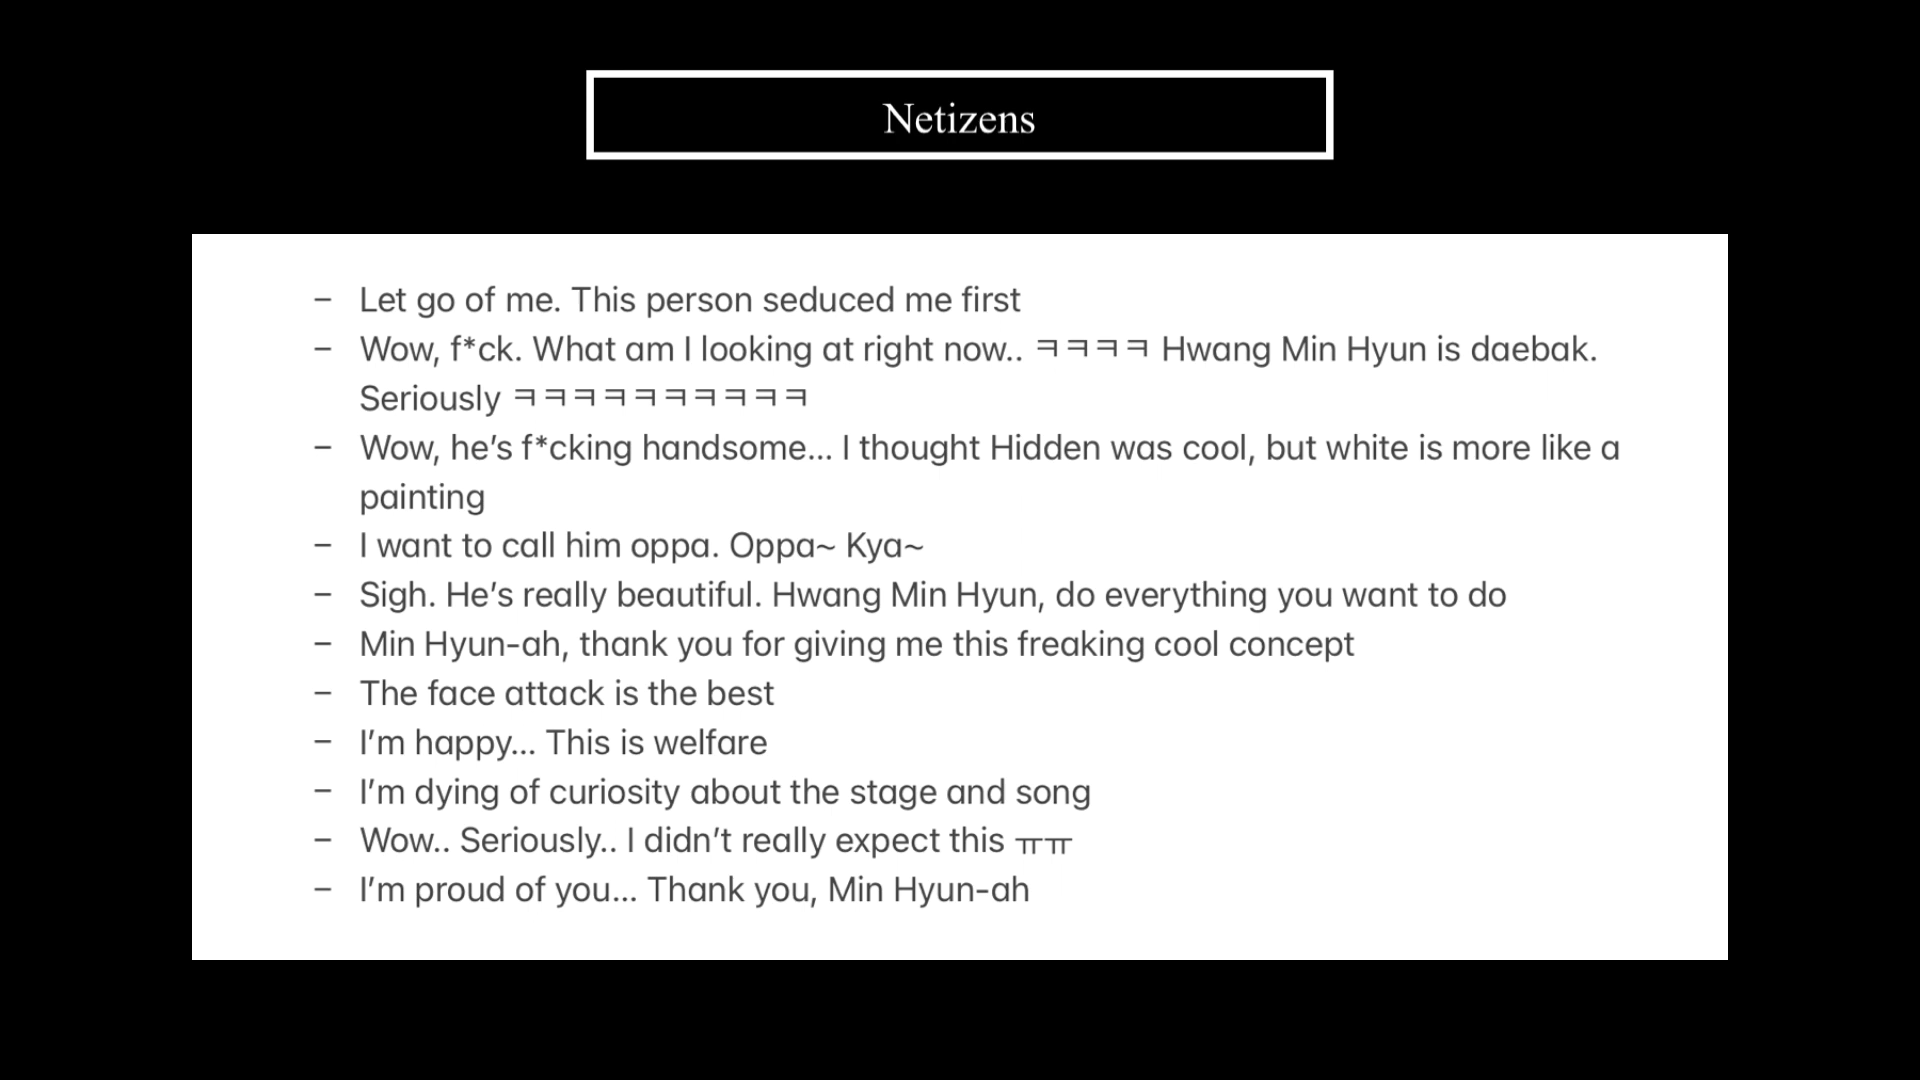 Netizens
– Let go of me. This person seduced me first
– Wow, f*ck. What am I looking at right now.. ㅋㅋㅋㅋ Hwang Min Hyun is daebak.
Seriously ㅋㅋㅋㅋㅋㅋㅋㅋㅋㅋ
– Wow, he’s f*cking handsome… I thought Hidden was cool, but white is more like a
painting
– I want to call him oppa. Oppa~ Kya~
– Sigh. He’s really beautiful. Hwang Min Hyun, do everything you want to do
– Min Hyun-ah, thank you for giving me this freaking cool concept
– The face attack is the best
– I’m happy… This is welfare
– I’m dying of curiosity about the stage and song
– Wow.. Seriously.. I didn’t really expect this ㅠㅠ
– I’m proud of you… Thank you, Min Hyun-ah